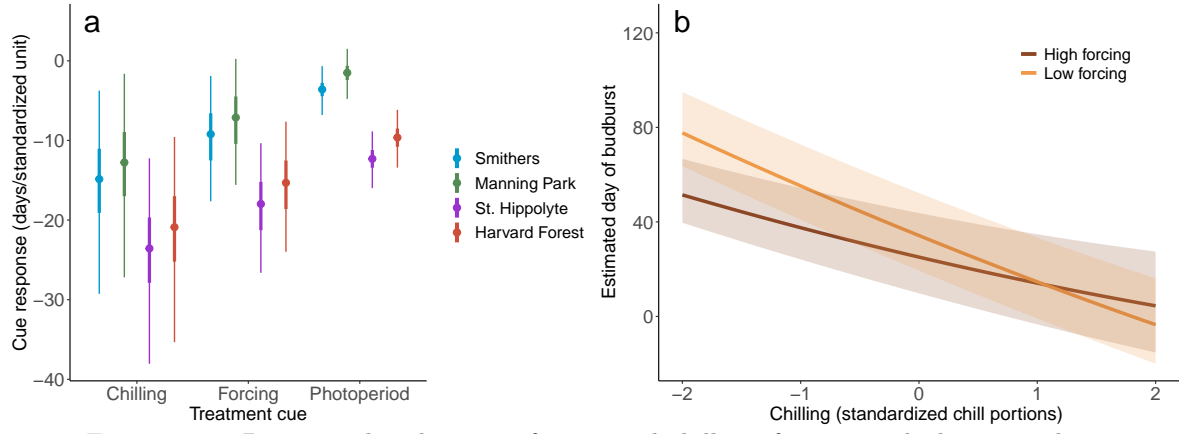 a
Cue response (days/standardized unit)
0
−10
−20
−30
−40
Chilling
Forcing
Photoperiod
Treatment cue
Smithers
Manning Park
St. Hippolyte
Harvard Forest
b
Estimated day of budburst
120
80
40
0
−2
−1
0
1
2
Chilling (standardized chill portions)
High forcing
Low forcing